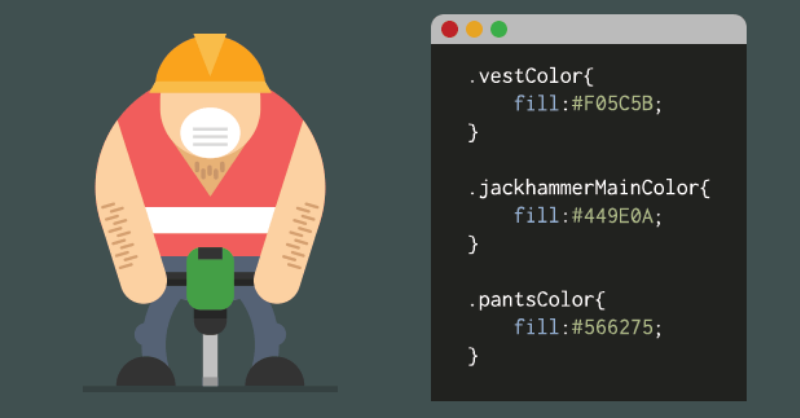 .vestColor{
fill:#F05C5B;
}
.jackhammerMainColor{
fill:#449E0A;
}
.pantsColor{
fill:#566275;
}